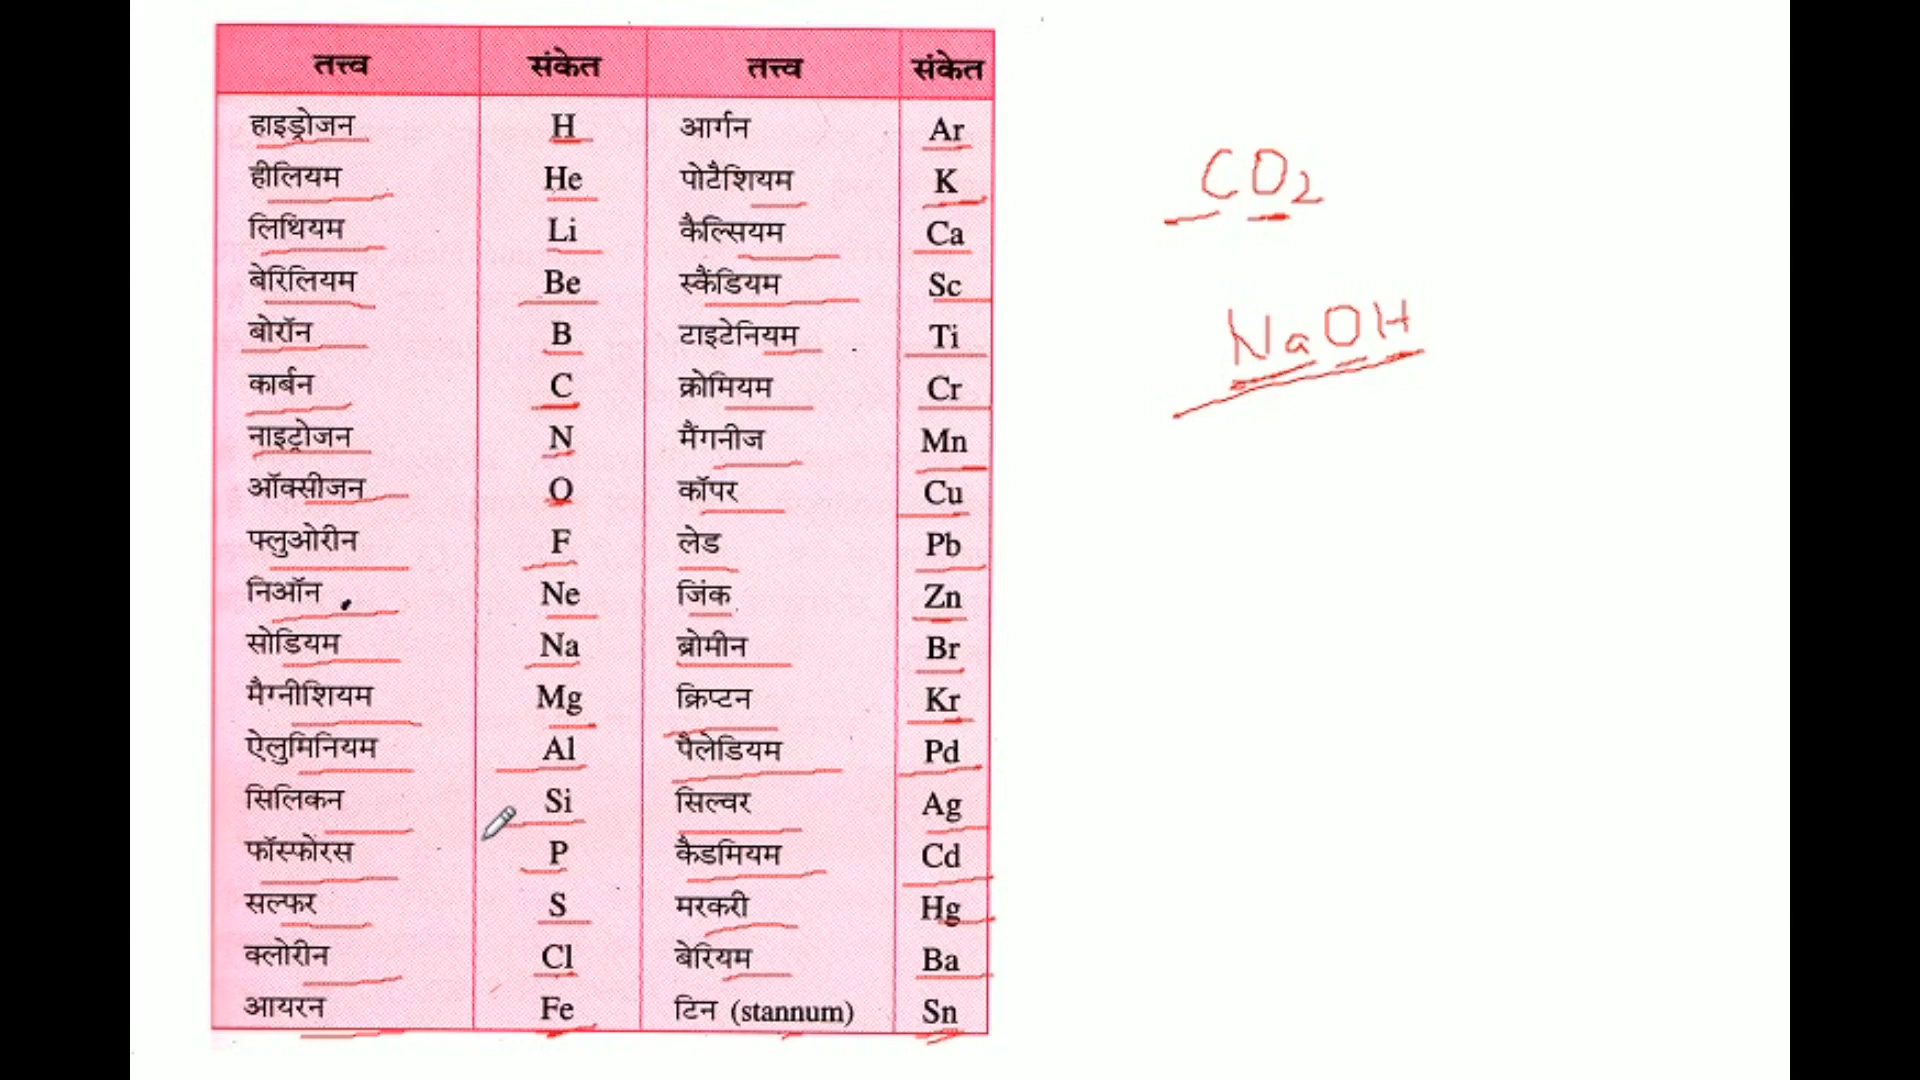 तत्त्व संकेत तत्त्व संकेत
हाइड्रोजन H आर्गन Ar
हीलियम He पोटैशियम K
लिथियम Li कैल्सियम Ca
बेरिलियम Be स्कैंडियम Sc
बोरॉन B टाइटेनियम Ti
कार्बन C क्रोमियम Cr
नाइट्रोजन N मैंगनीज Mn
ऑक्सीजन O कॉपर Cu
फ्लुओरीन F लेड Pb
निऑन Ne जिंक Zn
सोडियम Na ब्रोमीन Br
मैग्नीशियम Mg क्रिप्टन Kr
ऐलुमिनियम Al पैलेडियम Pd
सिलिकन Si सिल्वर Ag
फॉस्फोरस P कैडमियम Cd
सल्फर S मरकरी Hg
क्लोरीन Cl बेरियम Ba
आयरन Fe टिन (stannum) Sn
CO2
NaOH